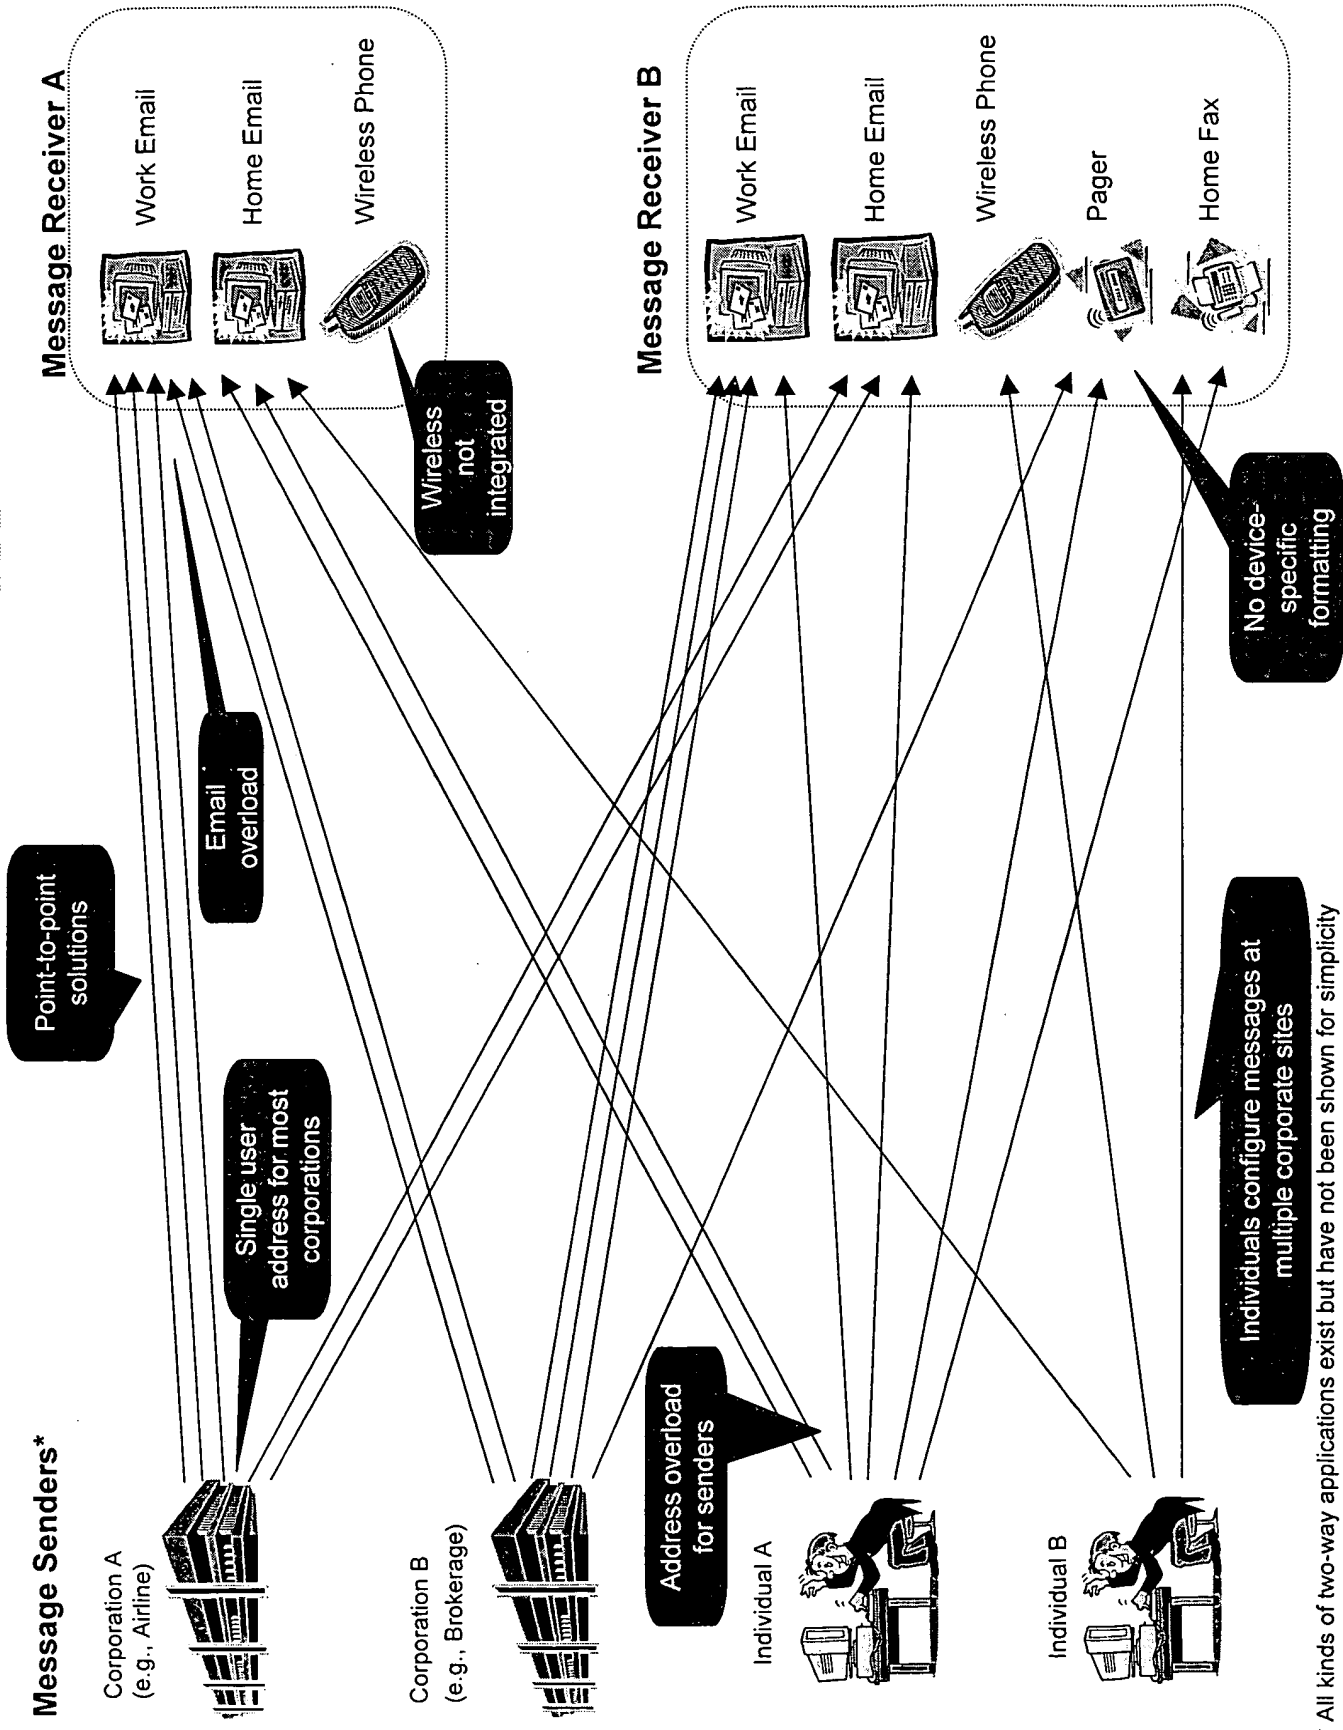 Message Senders*
Corporation A
(e.g., Airline)
Corporation B
(e.g., Brokerage)
Individual A
Individual B
Point-to-point
solutions
Single user
address for most
corporations
Email
overload
Address overload
for senders
Individuals configure messages at
multiple corporate sites
Wireless
not
integrated
No device-
specific
formatting
Message Receiver A
Work Email
Home Email
Wireless Phone
Message Receiver B
Work Email
Home Email
Wireless Phone
Pager
Home Fax
All kinds of two-way applications exist but have not been shown for simplicity